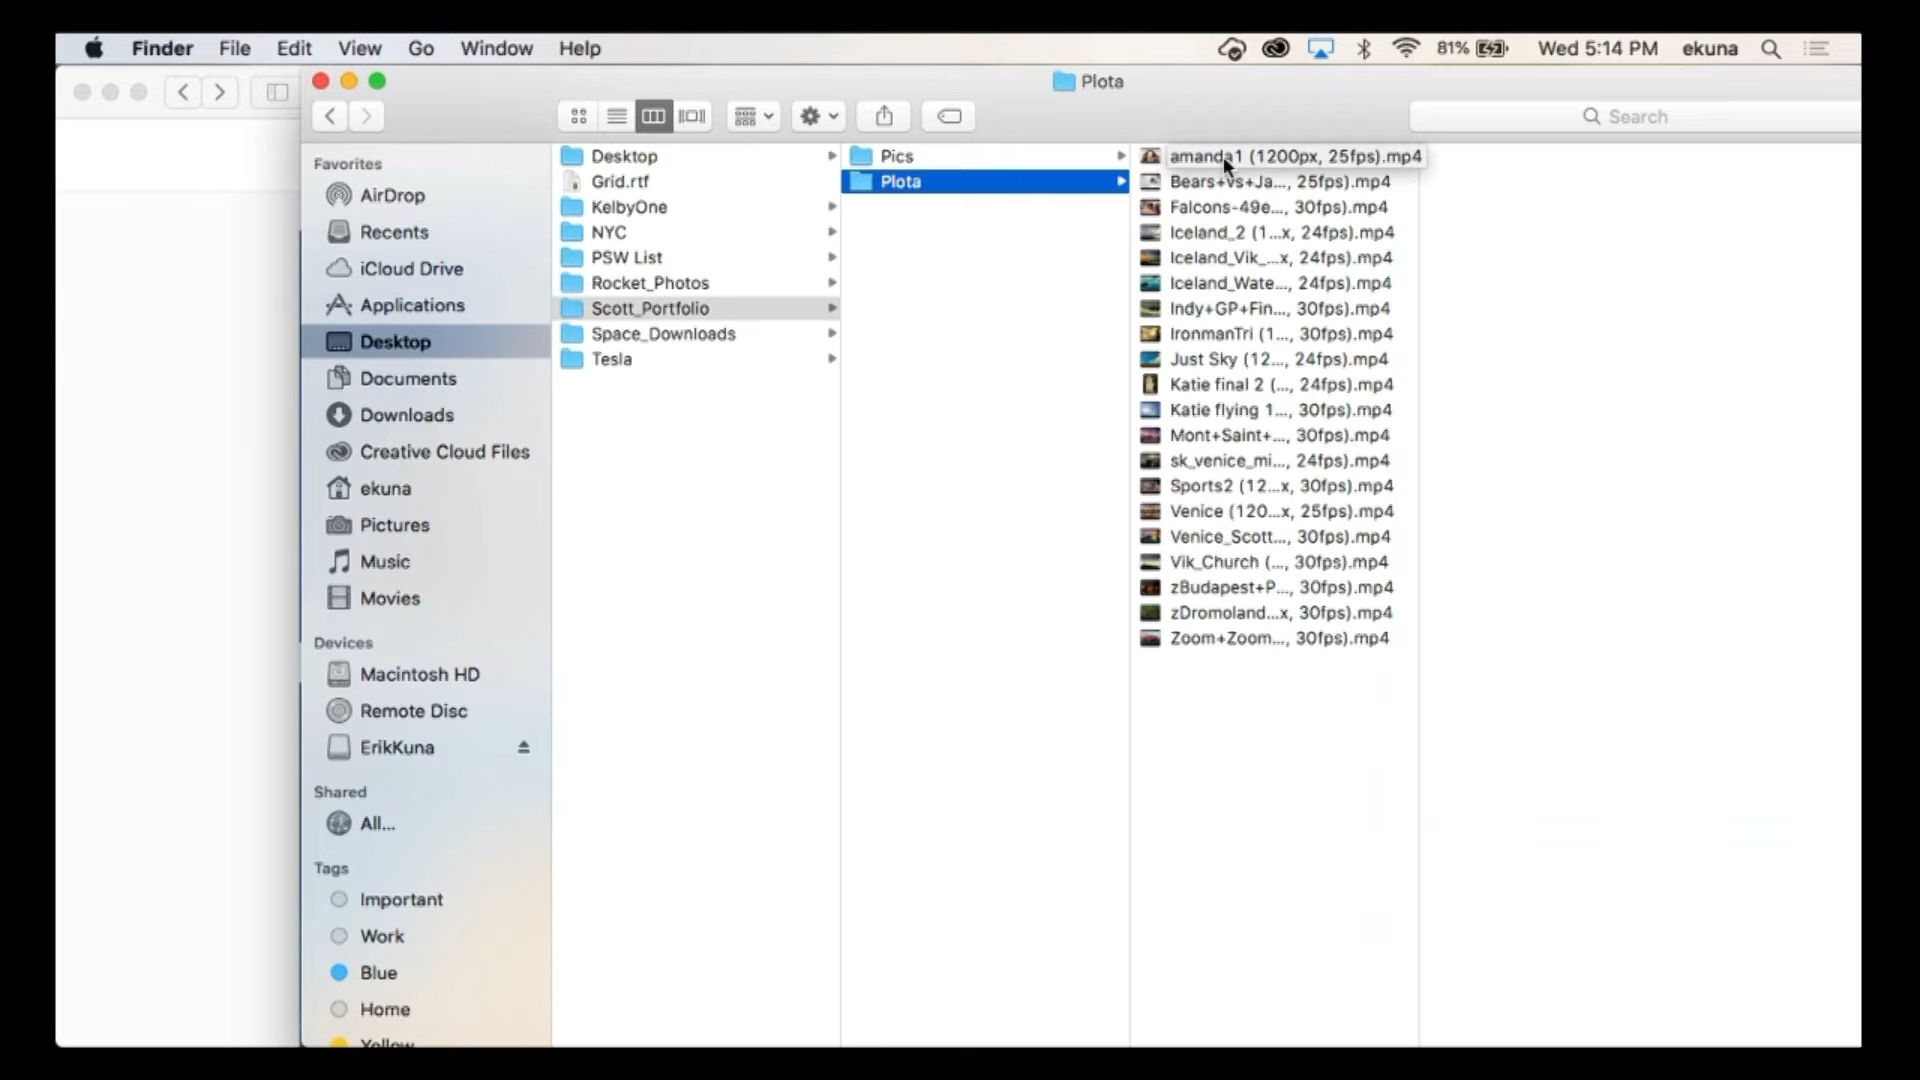 Finder File Edit View Go Window Help 81% Wed 5:14 PM ekuna
Plota
Search
Favorites
AirDrop
Recents
iCloud Drive
Applications
Desktop
Documents
Downloads
Creative Cloud Files
ekuna
Pictures
Music
Movies
Devices
Macintosh HD
Remote Disc
ErikKuna
Shared
All...
Tags
Important
Work
Blue
Home
Yellow
Desktop
Grid.rtf
KelbyOne
NYC
PSW List
Rocket_Photos
Scott_Portfolio
Space_Downloads
Tesla
Pics
Plota
amanda1 (1200px, 25fps).mp4
Bears+vs+Ja..., 25fps).mp4
Falcons-49e..., 30fps).mp4
Iceland_2 (1...x, 24fps).mp4
Iceland_Vik_...x, 24fps).mp4
Iceland_Wate..., 24fps).mp4
Indy+GP+Fin..., 30fps).mp4
IronmanTri (1..., 30fps).mp4
Just Sky (12..., 24fps).mp4
Katie final 2 (..., 24fps).mp4
Katie flying 1..., 30fps).mp4
Mont+Saint+..., 30fps).mp4
sk_venice_mi..., 24fps).mp4
Sports2 (12...x, 30fps).mp4
Venice (120...x, 25fps).mp4
Venice_Scott..., 30fps).mp4
Vik_Church (..., 30fps).mp4
zBudapest+P..., 30fps).mp4
zDromoland...x, 30fps).mp4
Zoom+Zoom..., 30fps).mp4